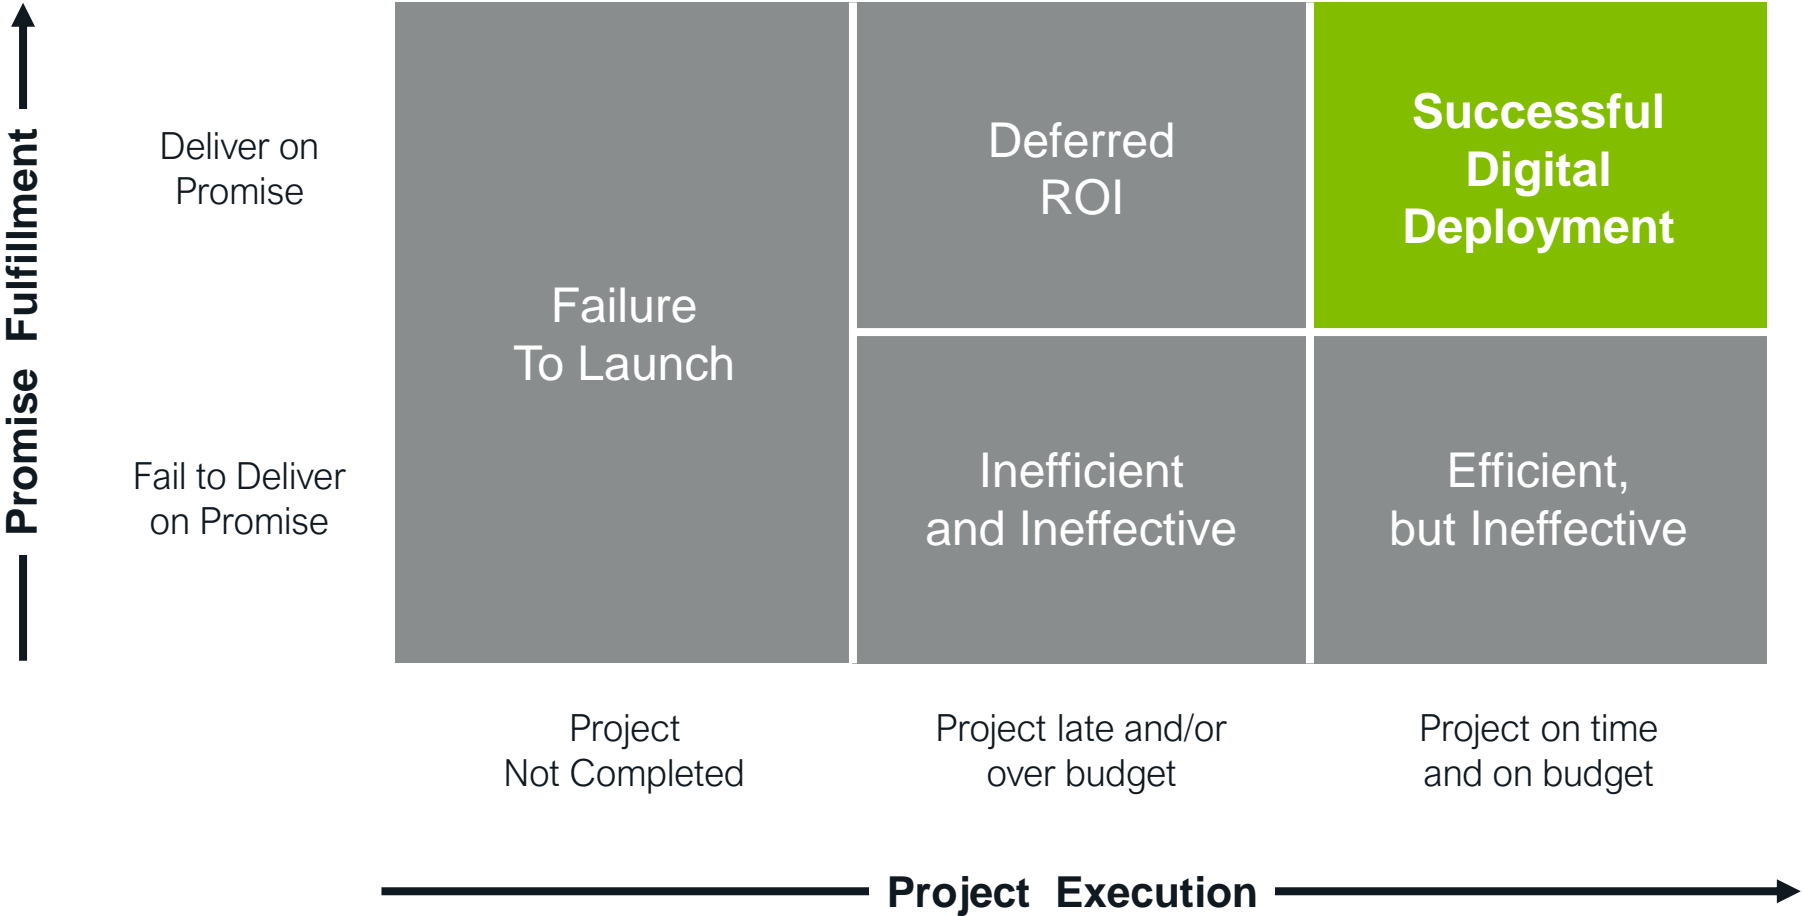 Promise Fulfillment
Deliver on
Promise
Fail to Deliver
on Promise
Failure
To Launch
Deferred
ROI
Successful
Digital
Deployment
Inefficient
and Ineffective
Efficient,
but Ineffective
Project
Not Completed
Project late and/or
over budget
Project on time
and on budget
Project Execution